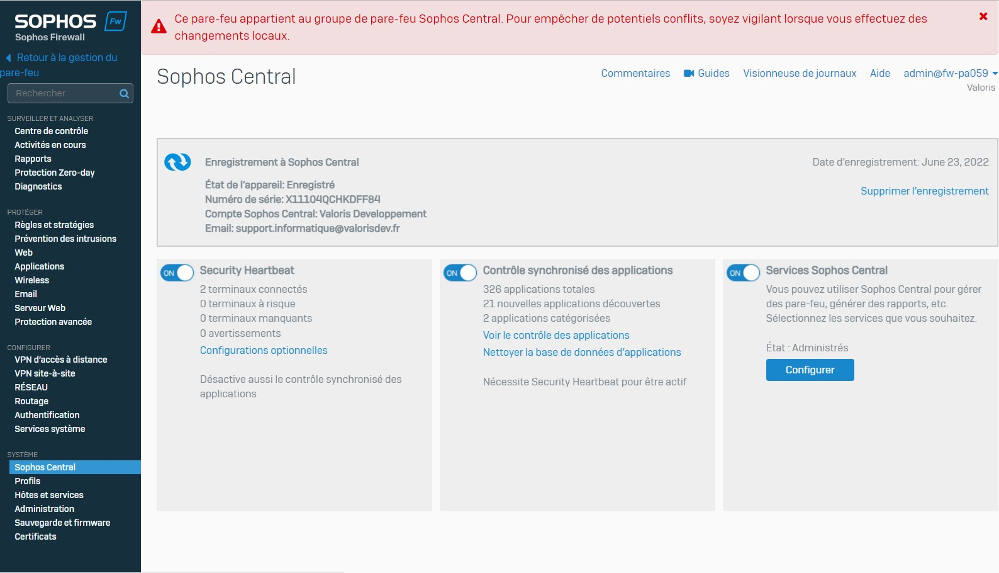 SOPHOS Fw
Sophos Firewall
Retour à la gestion du
pare-feu
Rechercher
SURVEILLER ET ANALYSER
Centre de contrôle
Activités en cours
Rapports
Protection Zero-day
Diagnostics
PROTÉGER
Règles et stratégies
Prévention des intrusions
Web
Applications
Wireless
Email
Serveur Web
Protection avancée
CONFIGURER
VPN d'accès à distance
VPN site-à-site
RÉSEAU
Routage
Authentification
Services système
SYSTÈME
Sophos Central
Profils
Hôtes et services
Administration
Sauvegarde et firmware
Certificats
Ce pare-feu appartient au groupe de pare-feu Sophos Central. Pour empêcher de potentiels conflits, soyez vigilant lorsque vous effectuez des
changements locaux.
Sophos Central
Commentaires Guides Visionneuse de journaux Aide admin@fw-pa059
Valoris
Enregistrement à Sophos Central
Date d'enregistrement: June 23, 2022
État de l'appareil: Enregistré
Supprimer l'enregistrement
Numéro de série: X11104QCHKDFF84
Compte Sophos Central: Valoris Developpement
Email: support.informatique@valorisdev.fr
ON Security Heartbeat
2 terminaux connectés
0 terminaux à risque
0 terminaux manquants
0 avertissements
Configurations optionnelles
Désactive aussi le contrôle synchronisé des
applications
ON Contrôle synchronisé des applications
326 applications totales
21 nouvelles applications découvertes
2 applications catégorisées
Voir le contrôle des applications
Nettoyer la base de données d'applications
Nécessite Security Heartbeat pour être actif
ON Services Sophos Central
Vous pouvez utiliser Sophos Central pour gérer
des pare-feu, générer des rapports, etc.
Sélectionnez les services que vous souhaitez.
État : Administrés
Configurer